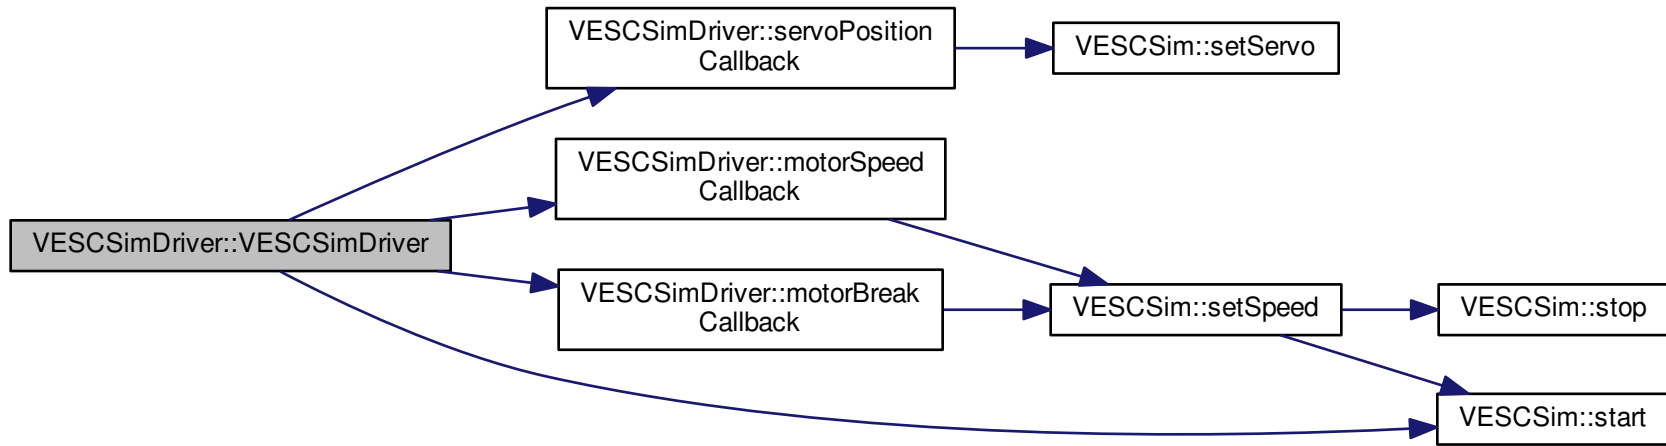 VESCSimDriver::servoPosition
Callback
VESCSim::setServo
VESCSimDriver::motorSpeed
Callback
VESCSimDriver::VESCSimDriver
VESCSimDriver::motorBreak
Callback
VESCSim::setSpeed
VESCSim::stop
VESCSim::start